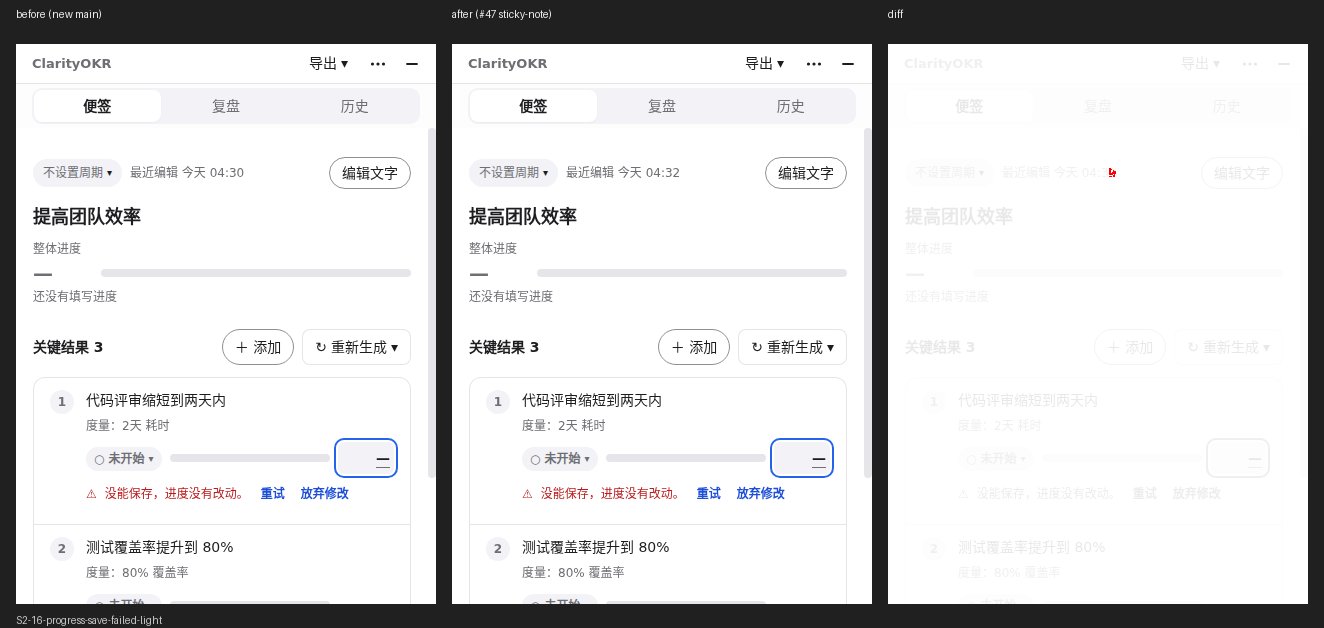 before (new main)
ClarityOKR 导出 ▾ ••• —
便签 复盘 历史
不设置周期 ▾ 最近编辑 今天 04:30 编辑文字
提高团队效率
整体进度
—
还没有填写进度
关键结果 3 ＋ 添加 ↻ 重新生成 ▾
1 代码评审缩短到两天内
度量：2天 耗时
○ 未开始 ▾ —
⚠ 没能保存，进度没有改动。 重试 放弃修改
2 测试覆盖率提升到 80%
度量：80% 覆盖率
○ 未开始 ▾
after (#47 sticky-note)
ClarityOKR 导出 ▾ ••• —
便签 复盘 历史
不设置周期 ▾ 最近编辑 今天 04:32 编辑文字
提高团队效率
整体进度
—
还没有填写进度
关键结果 3 ＋ 添加 ↻ 重新生成 ▾
1 代码评审缩短到两天内
度量：2天 耗时
○ 未开始 ▾ —
⚠ 没能保存，进度没有改动。 重试 放弃修改
2 测试覆盖率提升到 80%
度量：80% 覆盖率
○ 未开始 ▾
diff
ClarityOKR 导出 ▾ ••• —
便签 复盘 历史
不设置周期 ▾ 最近编辑 今天 编辑文字
提高团队效率
整体进度
—
还没有填写进度
关键结果 3 ＋ 添加 ↻ 重新生成 ▾
1 代码评审缩短到两天内
度量：2天 耗时
○ 未开始 ▾ —
⚠ 没能保存，进度没有改动。 重试 放弃修改
2 测试覆盖率提升到 80%
度量：80% 覆盖率
○ 未开始
S2-16-progress-save-failed-light